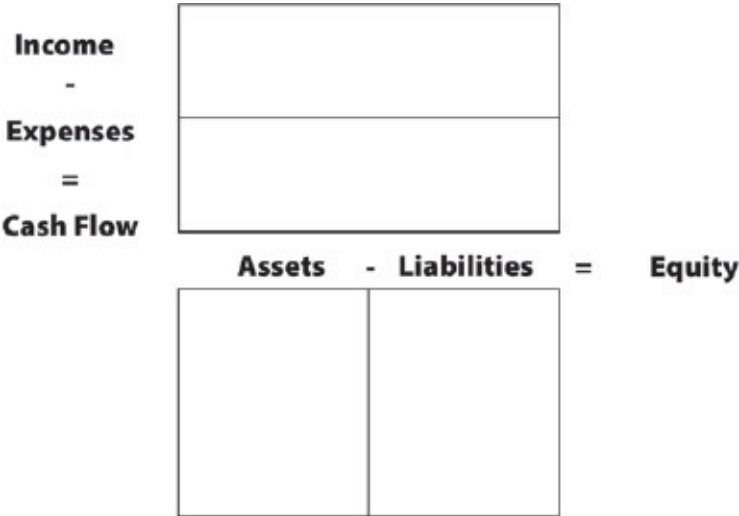 Income
-
Expenses
=
Cash Flow
Assets - Liabilities = Equity